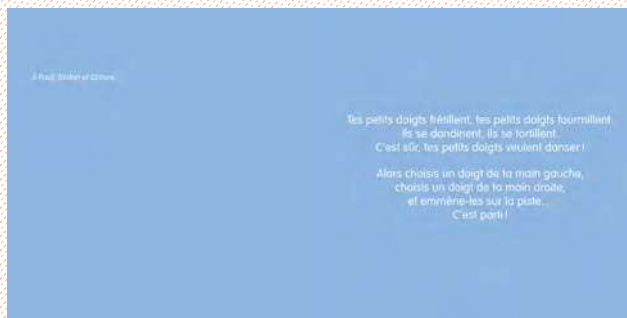 Tes petits doigts frétillent, tes petits doigts fourmillent
Ils se dandinent, ils se tortillent.
C'est sûr, tes petits doigts veulent danser !
Alors choisis un doigt de ta main gauche,
choisis un doigt de ta main droite,
et emmène-les sur la piste...
C'est parti !